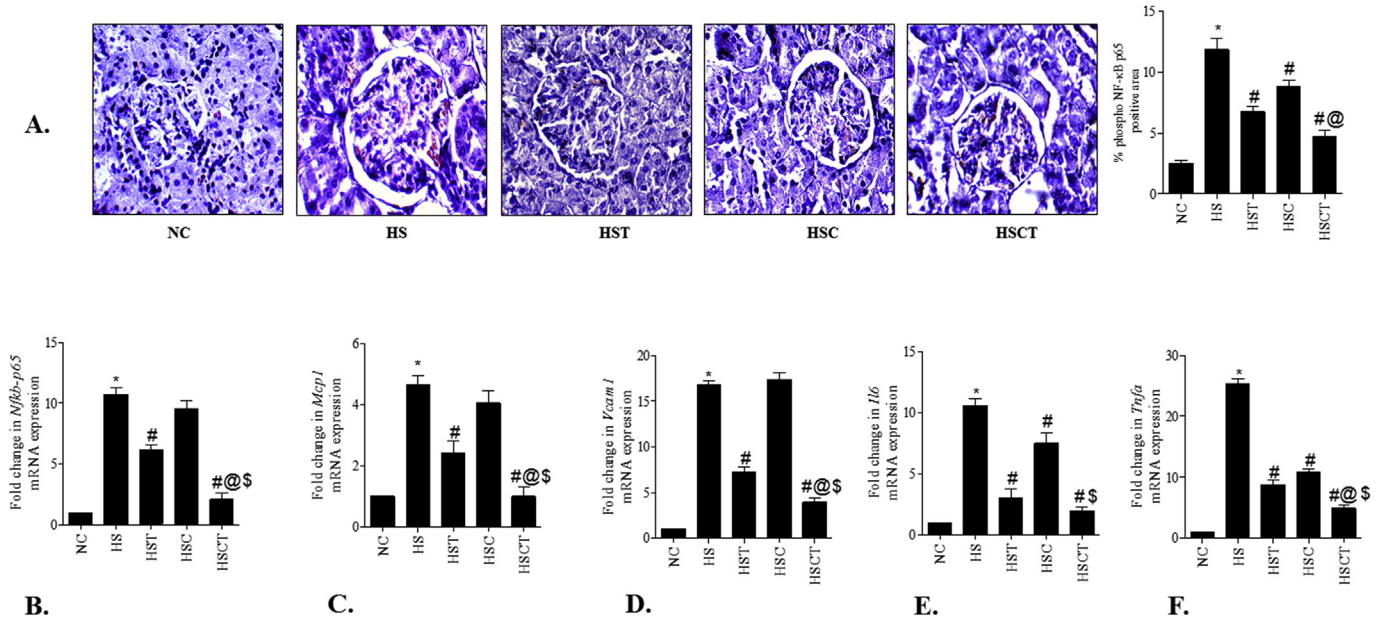 A.
NC
HS
HST
HSC
HSCT
% phospho NF-κB p65
positive area
15
10
5
0
*
#
#
#@
NC
HS
HST
HSC
HSCT
Fold change in Nfkb-p65
mRNA expression
15
10
5
0
*
#
#@$
NC
HS
HST
HSC
HSCT
B.
Fold change in Mcp1
mRNA expression
6
4
2
0
*
#
#@$
NC
HS
HST
HSC
HSCT
C.
Fold change in Vcam1
mRNA expression
20
15
10
5
0
*
#
#@$
NC
HS
HST
HSC
HSCT
D.
Fold change in Il6
mRNA expression
15
10
5
0
*
#
#
#$
NC
HS
HST
HSC
HSCT
E.
Fold change in Tnfa
mRNA expression
30
20
10
0
*
#
#
#@$
NC
HS
HST
HSC
HSCT
F.